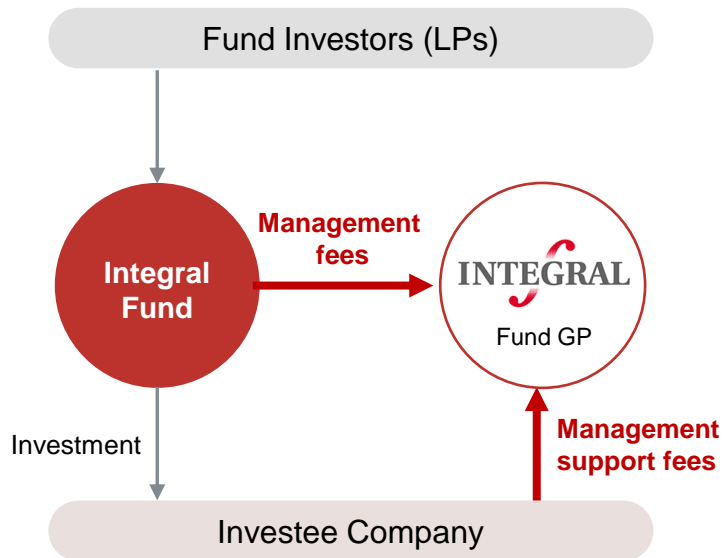 Fund Investors (LPs)
Management
fees
Integral
Fund
INTEGRAL
Fund GP
Investment
Management
support fees
Investee Company